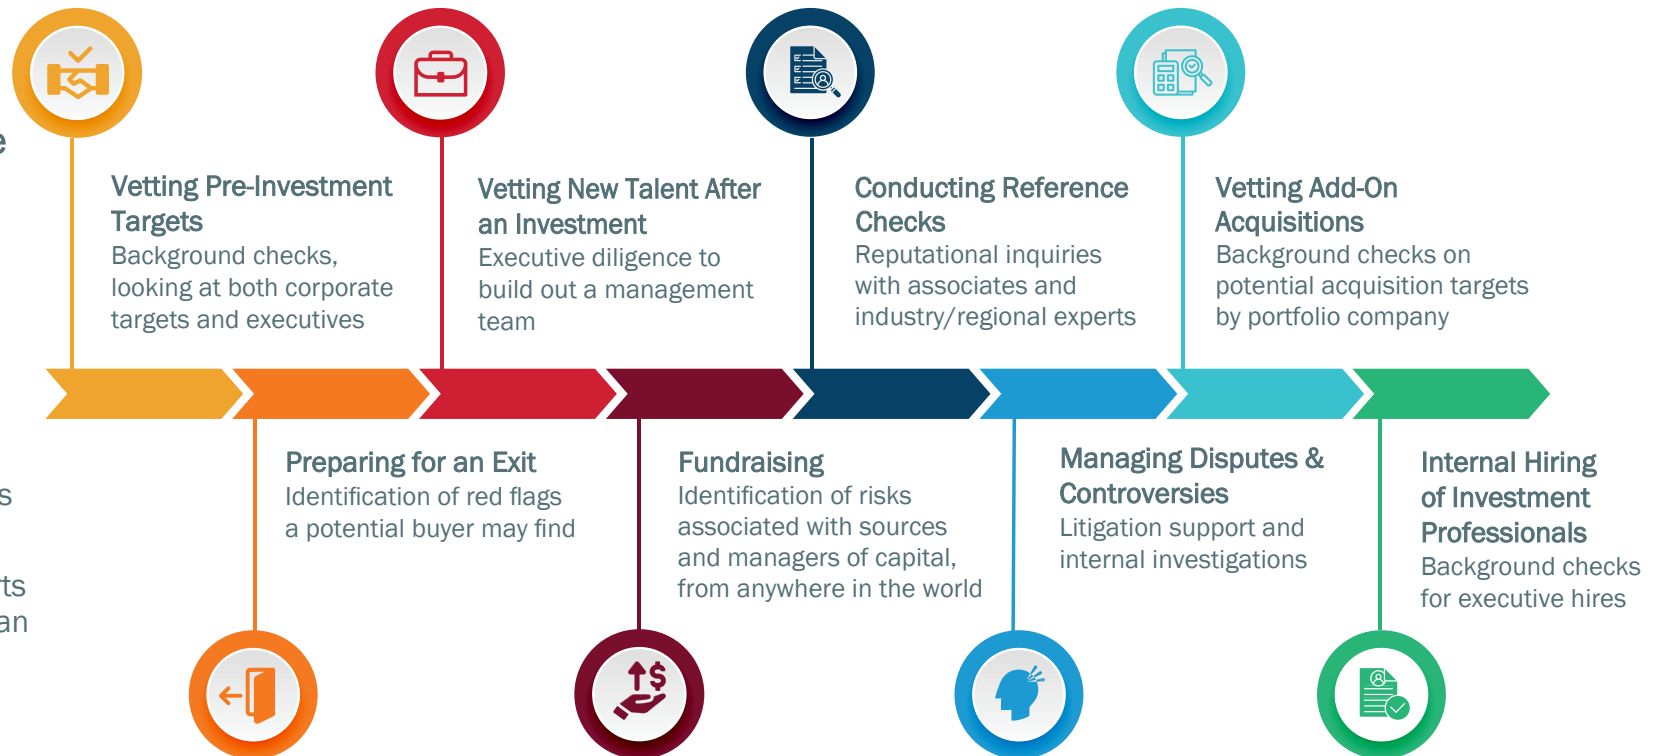 e
Vetting Pre-Investment
Targets
Background checks,
looking at both corporate
targets and executives
Vetting New Talent After
an Investment
Executive diligence to
build out a management
team
Conducting Reference
Checks
Reputational inquiries
with associates and
industry/regional experts
Vetting Add-On
Acquisitions
Background checks on
potential acquisition targets
by portfolio company
s
rts
an
Preparing for an Exit
Identification of red flags
a potential buyer may find
Fundraising
Identification of risks
associated with sources
and managers of capital,
from anywhere in the world
$
Managing Disputes &
Controversies
Litigation support and
internal investigations
Internal Hiring
of Investment
Professionals
Background checks
for executive hires